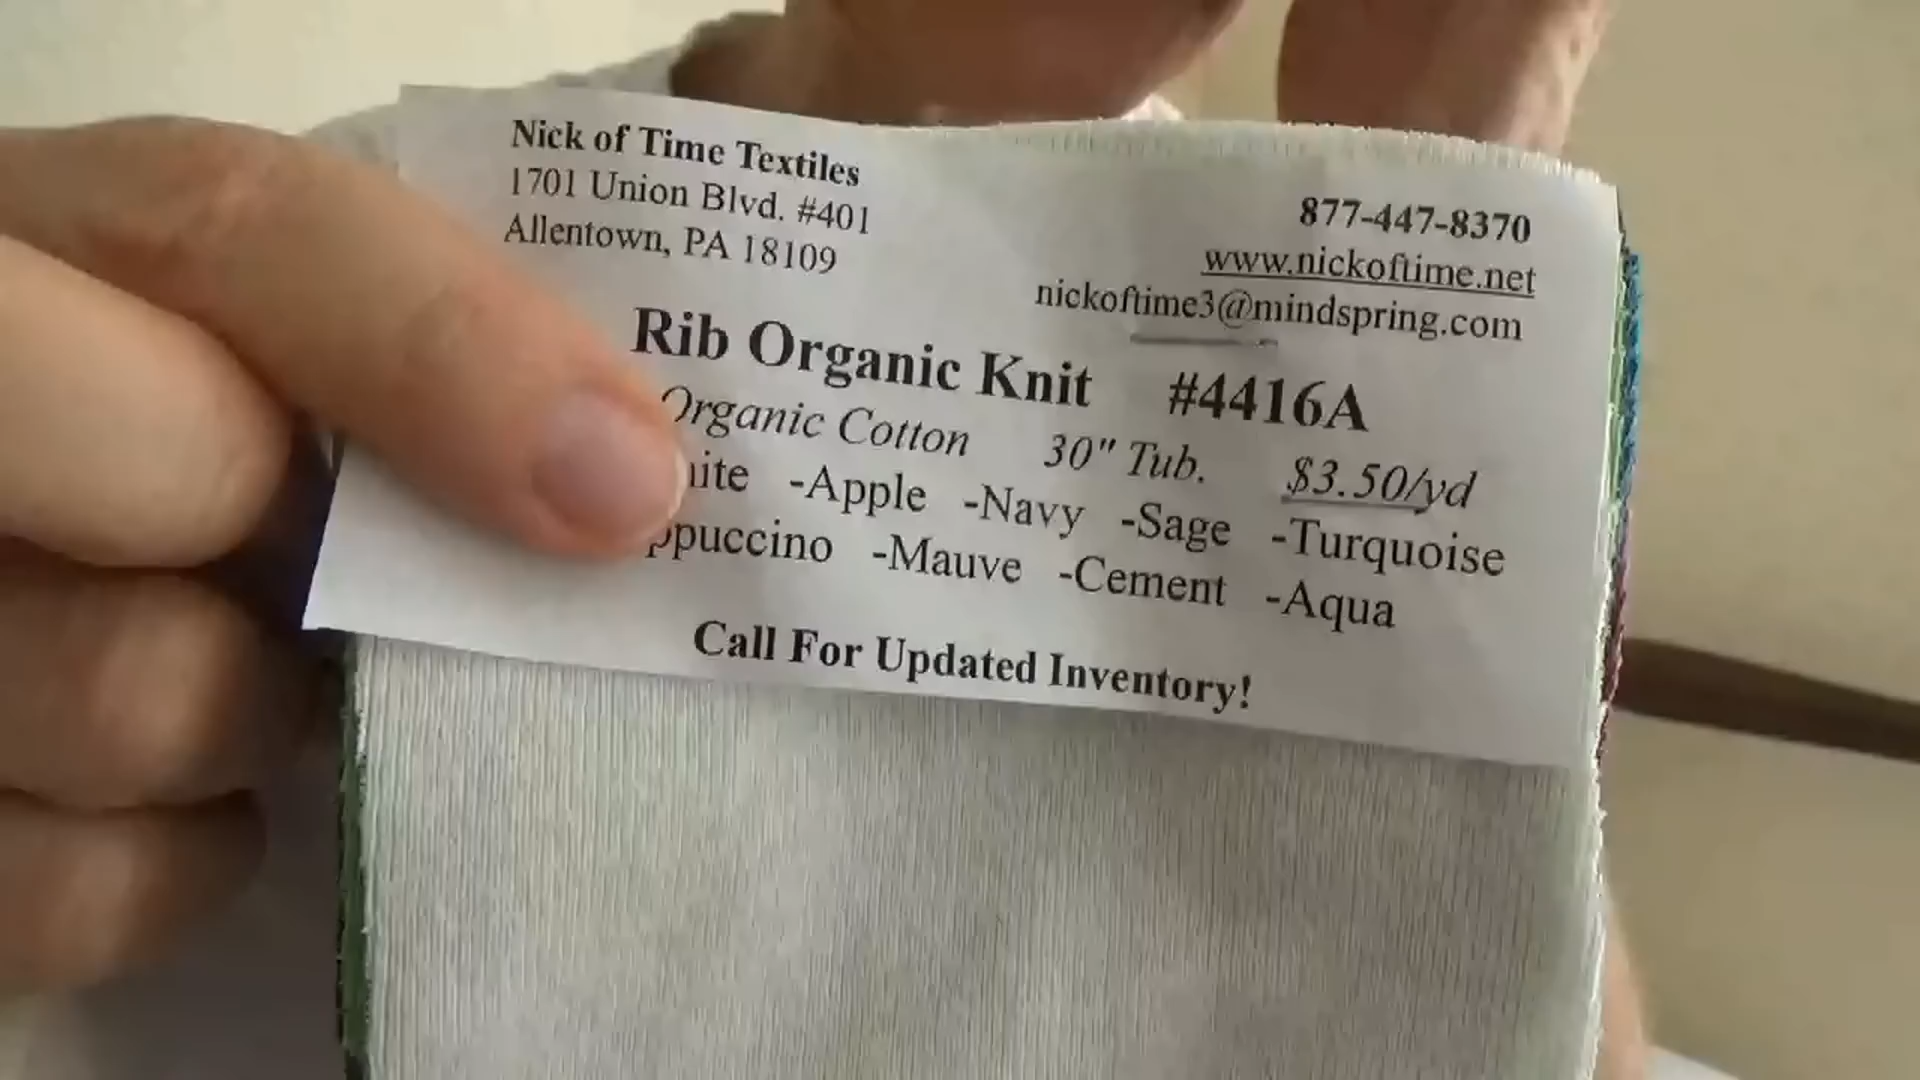 Nick of Time Textiles
1701 Union Blvd. #401
Allentown, PA 18109
877-447-8370
www.nickoftime.net
nickoftime3@mindspring.com
Rib Organic Knit #4416A
Organic Cotton 30" Tub. $3.50/yd
-Apple -Navy -Sage -Turquoise
-Mauve -Cement -Aqua
Call For Updated Inventory!